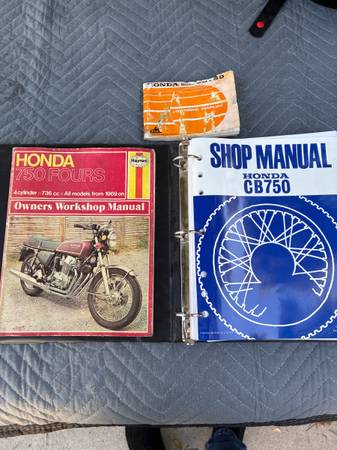 HONDA
HONDA
750 FOURS
Haynes
4 cylinder : 736 cc : All models from 1969 on
Owners Workshop Manual
SHOP MANUAL
HONDA
CB750